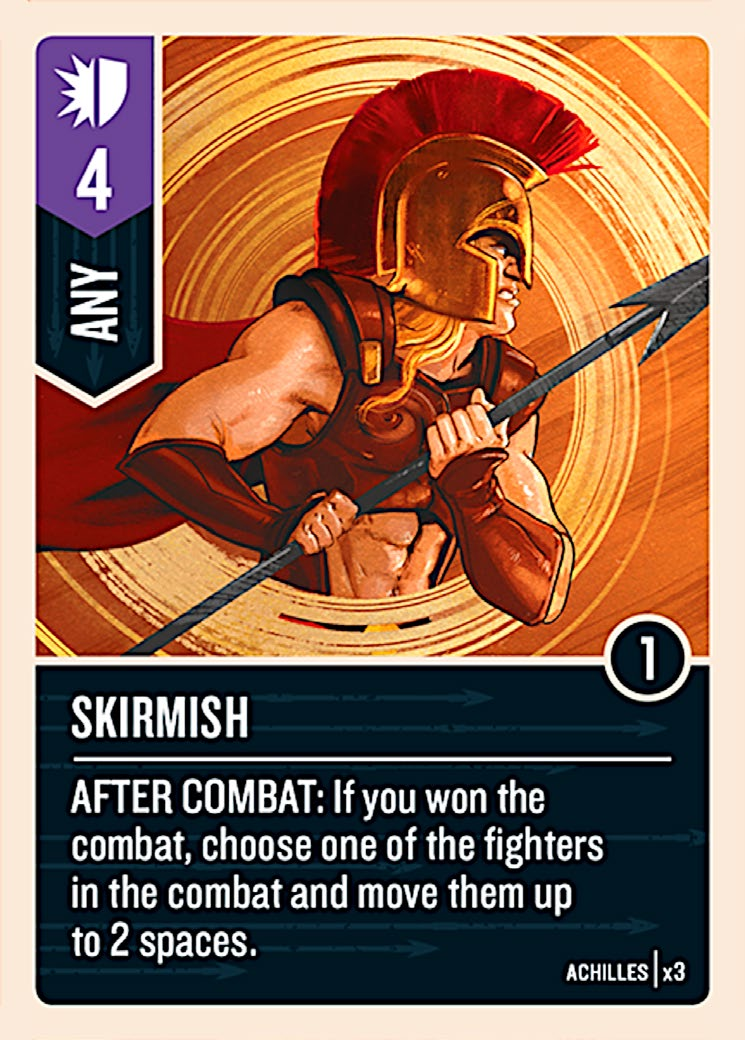 4
ANY
1
SKIRMISH
AFTER COMBAT: If you won the
combat, choose one of the fighters
in the combat and move them up
to 2 spaces.
ACHILLES | x3